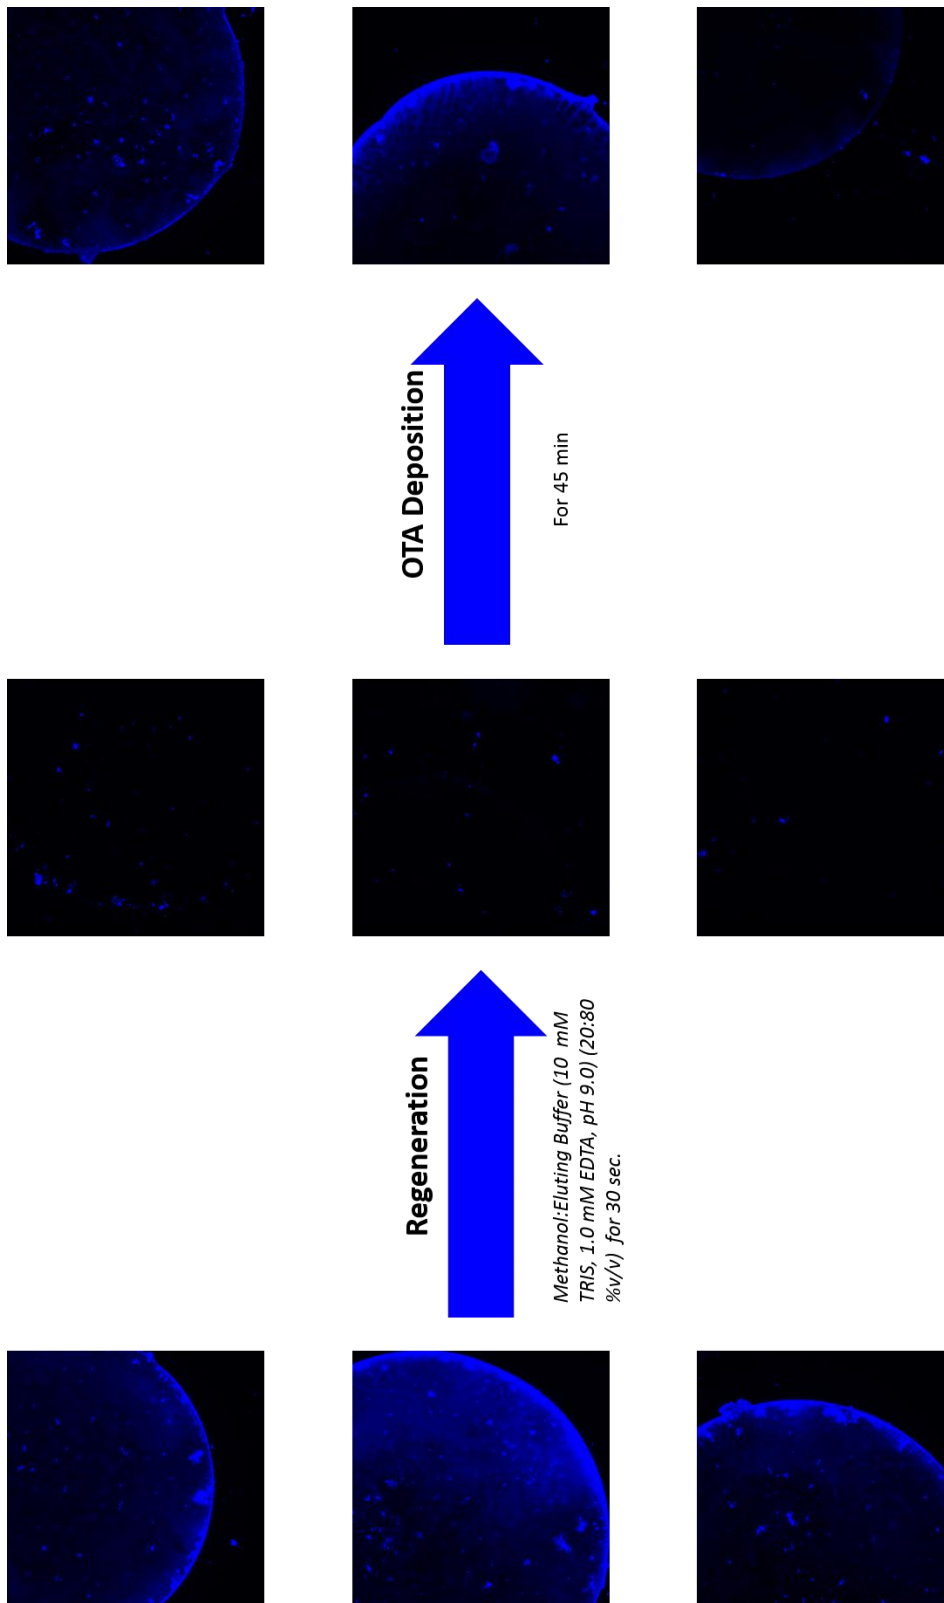 Regeneration
Methanol:Eluting Buffer (10  mM
TRIS, 1.0 mM EDTA, pH 9.0) (20:80
%v/v)  for 30 sec.
OTA Deposition
For 45 min